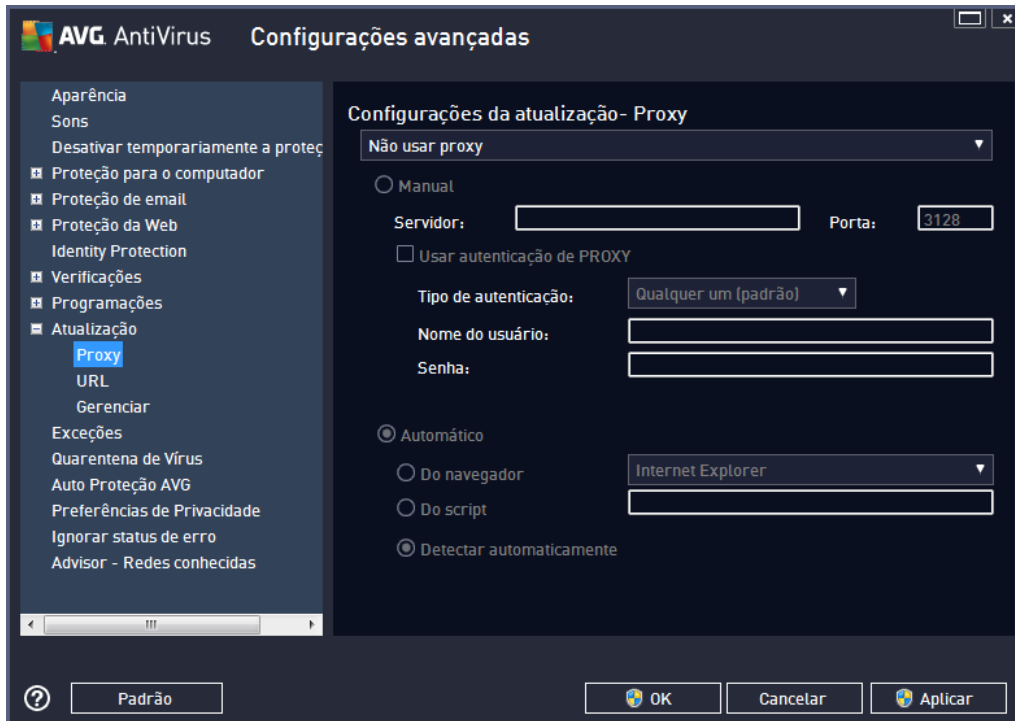 AVG AntiVirus Configurações avançadas
Aparência
Sons
Desativar temporariamente a proteç
Proteção para o computador
Proteção de email
Proteção da Web
Identity Protection
Verificações
Programações
Atualização
Proxy
URL
Gerenciar
Exceções
Quarentena de Vírus
Auto Proteção AVG
Preferências de Privacidade
Ignorar status de erro
Advisor - Redes conhecidas
Configurações da atualização- Proxy
Não usar proxy
Manual
Servidor: Porta: 3128
Usar autenticação de PROXY
Tipo de autenticação: Qualquer um (padrão)
Nome do usuário:
Senha:
Automático
Do navegador Internet Explorer
Do script
Detectar automaticamente
? Padrão OK Cancelar Aplicar